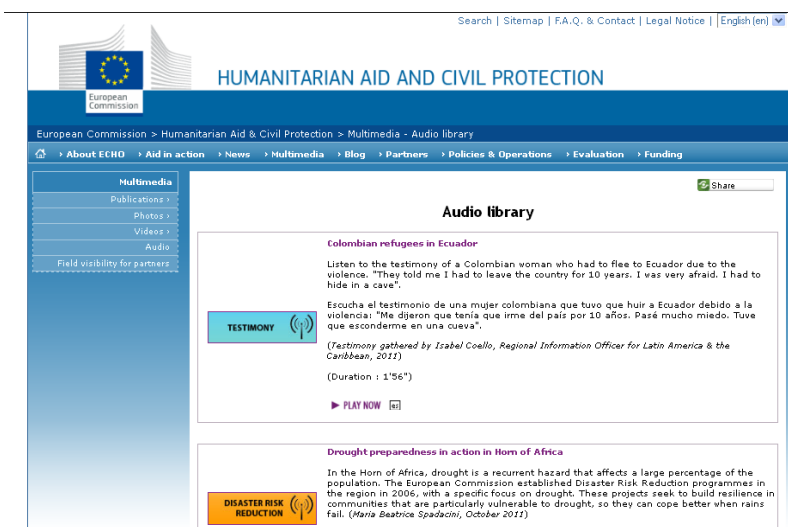 Search | Sitemap | F.A.Q. & Contact | Legal Notice | English (en)
European
Commission
HUMANITARIAN AID AND CIVIL PROTECTION
European Commission > Humanitarian Aid & Civil Protection > Multimedia - Audio library
› About ECHO › Aid in action › News › Multimedia › Blog › Partners › Policies & Operations › Evaluation › Funding
Multimedia
Publications ›
Photos ›
Videos ›
Audio
Field visibility for partners
Share
Audio library
Colombian refugees in Ecuador
Listen to the testimony of a Colombian woman who had to flee to Ecuador due to the
violence. "They told me I had to leave the country for 10 years. I was very afraid. I had to
hide in a cave".
Escucha el testimonio de una mujer colombiana que tuvo que huir a Ecuador debido a la
violencia: "Me dijeron que tenía que irme del país por 10 años. Pasé mucho miedo. Tuve
que esconderme en una cueva".
TESTIMONY
(Testimony gathered by Isabel Coello, Regional Information Officer for Latin America & the
Caribbean, 2011)
(Duration : 1'56")
► PLAY NOW es
Drought preparedness in action in Horn of Africa
In the Horn of Africa, drought is a recurrent hazard that affects a large percentage of the
population. The European Commission established Disaster Risk Reduction programmes in
the region in 2006, with a specific focus on drought. These projects seek to build resilience in
communities that are particularly vulnerable to drought, so they can cope better when rains
fail. (Maria Beatrice Spadacini, October 2011)
DISASTER RISK
REDUCTION